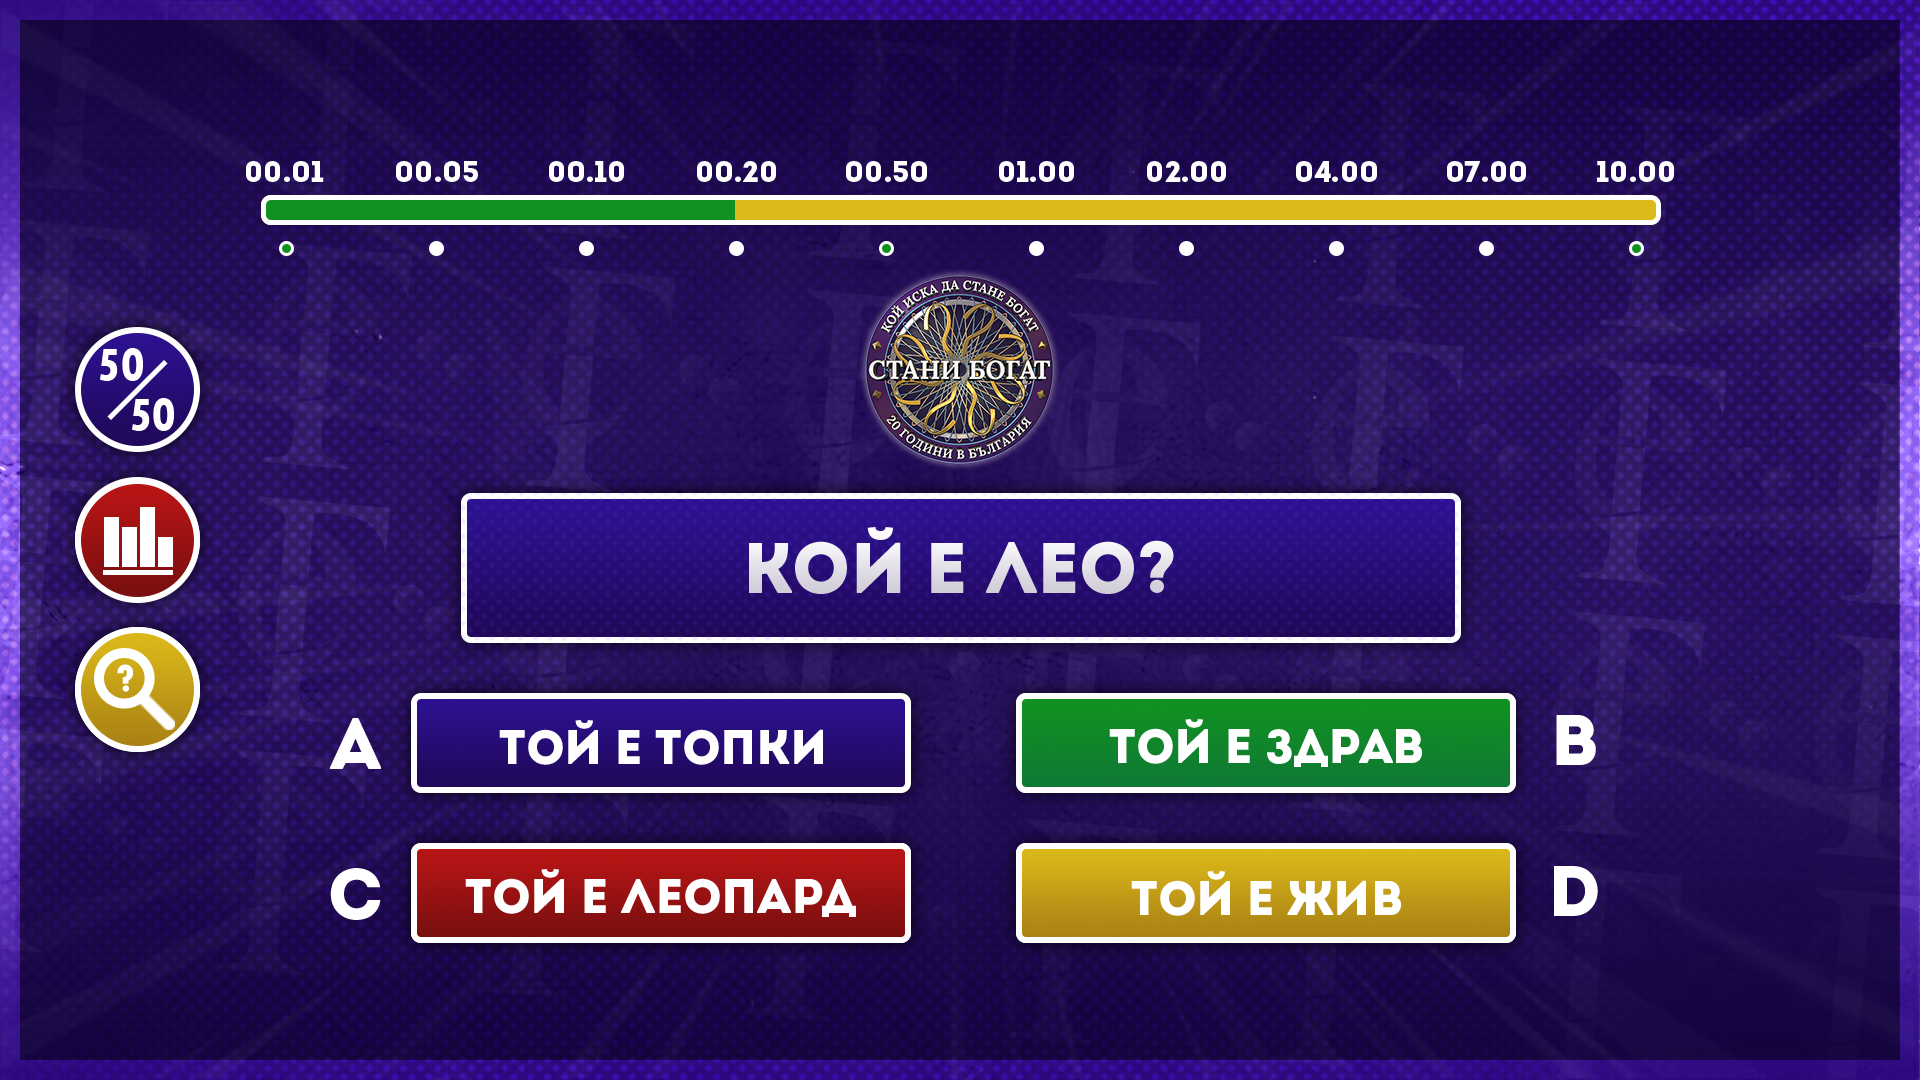 00.01 00.05 00.10 00.20 00.50 01.00 02.00 04.00 07.00 10.00
КОЙ ИСКА ДА СТАНЕ БОГАТ
СТАНИ БОГАТ
20 ГОДИНИ В БЪЛГАРИЯ
50/50
?
КОЙ Е ЛЕО?
A ТОЙ Е ТОПКИ
ТОЙ Е ЗДРАВ B
C ТОЙ Е ЛЕОПАРД
ТОЙ Е ЖИВ D